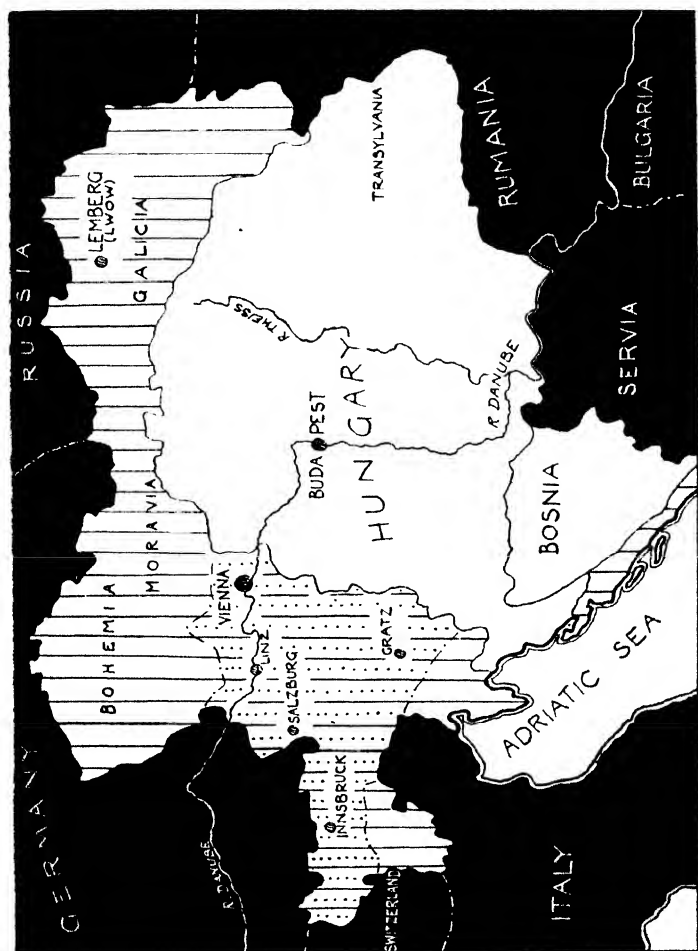 GERMANY
RUSSIA
BOHEMIA
MORAVIA
GALICIA
LEMBERG
(LWOW)
R. DANUBE
LINZ
VIENNA
SALZBURG
INNSBRUCK
GRATZ
SWITZERLAND
BUDA PEST
HUNGARY
R THEISS
R DANUBE
TRANSYLVANIA
RUMANIA
BULGARIA
SERVIA
BOSNIA
ADRIATIC SEA
ITALY